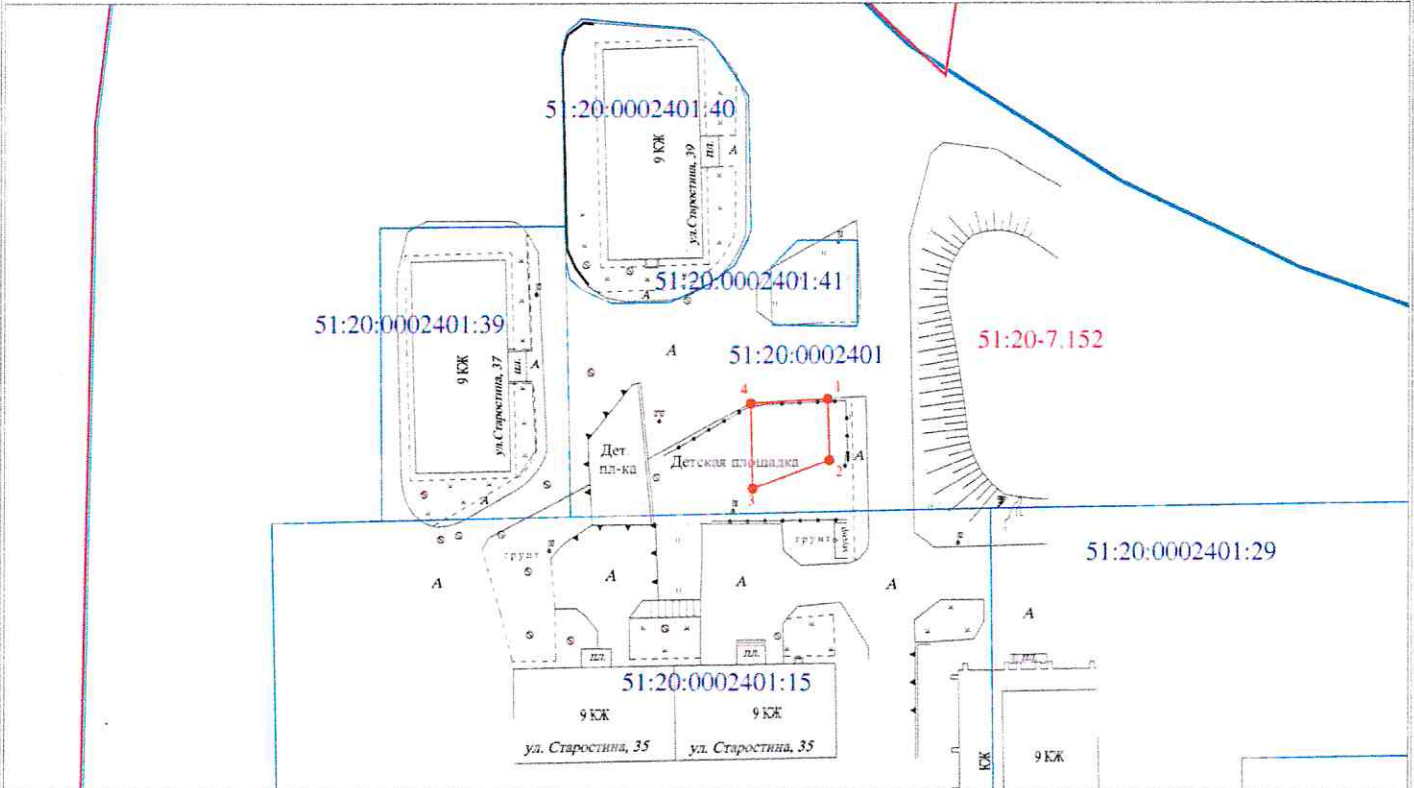 51:20:0002401:40
9 КЖ
ул.Старостина, 39
пл.
А
51:20:0002401:41
А
51:20:0002401:39
9 КЖ
ул.Старостина, 37
пл.
А
А
А
51:20:0002401
51:20-7.152
4
1
Дет.
пл-ка
Детская площадка
А
2
3
грунт
А
А
грунт
мусор
А
А
51:20:0002401:29
А
пл.
пл.
пл.
51:20:0002401:15
9 КЖ
9 КЖ
ул. Старостина, 35
ул. Старостина, 35
КЖ
9 КЖ